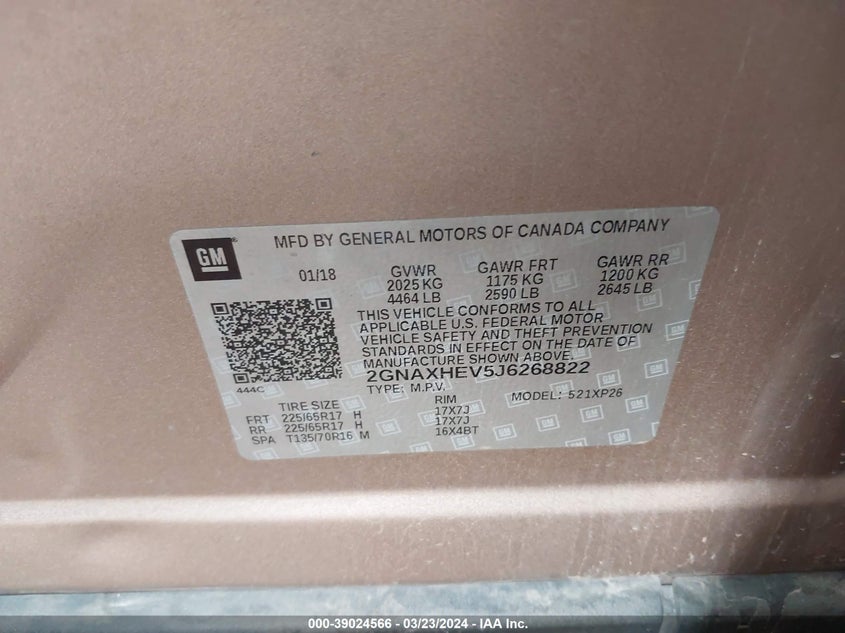 GM
MFD BY GENERAL MOTORS OF CANADA COMPANY
01/18 GVWR GAWR FRT GAWR RR
2025 KG 1175 KG 1200 KG
4464 LB 2590 LB 2645 LB
THIS VEHICLE CONFORMS TO ALL
APPLICABLE U.S. FEDERAL MOTOR
VEHICLE SAFETY AND THEFT PREVENTION
STANDARDS IN EFFECT ON THE DATE OF
MANUFACTURE SHOWN ABOVE.
444C 2GNAXHEV5J6268822
TYPE: M.P.V. MODEL: 521XP26
TIRE SIZE RIM
FRT 225/65R17 H 17X7J
RR 225/65R17 H 17X7J
SPA T135/70R16 M 16X4BT
000-39024566 - 03/23/2024 - IAA Inc.